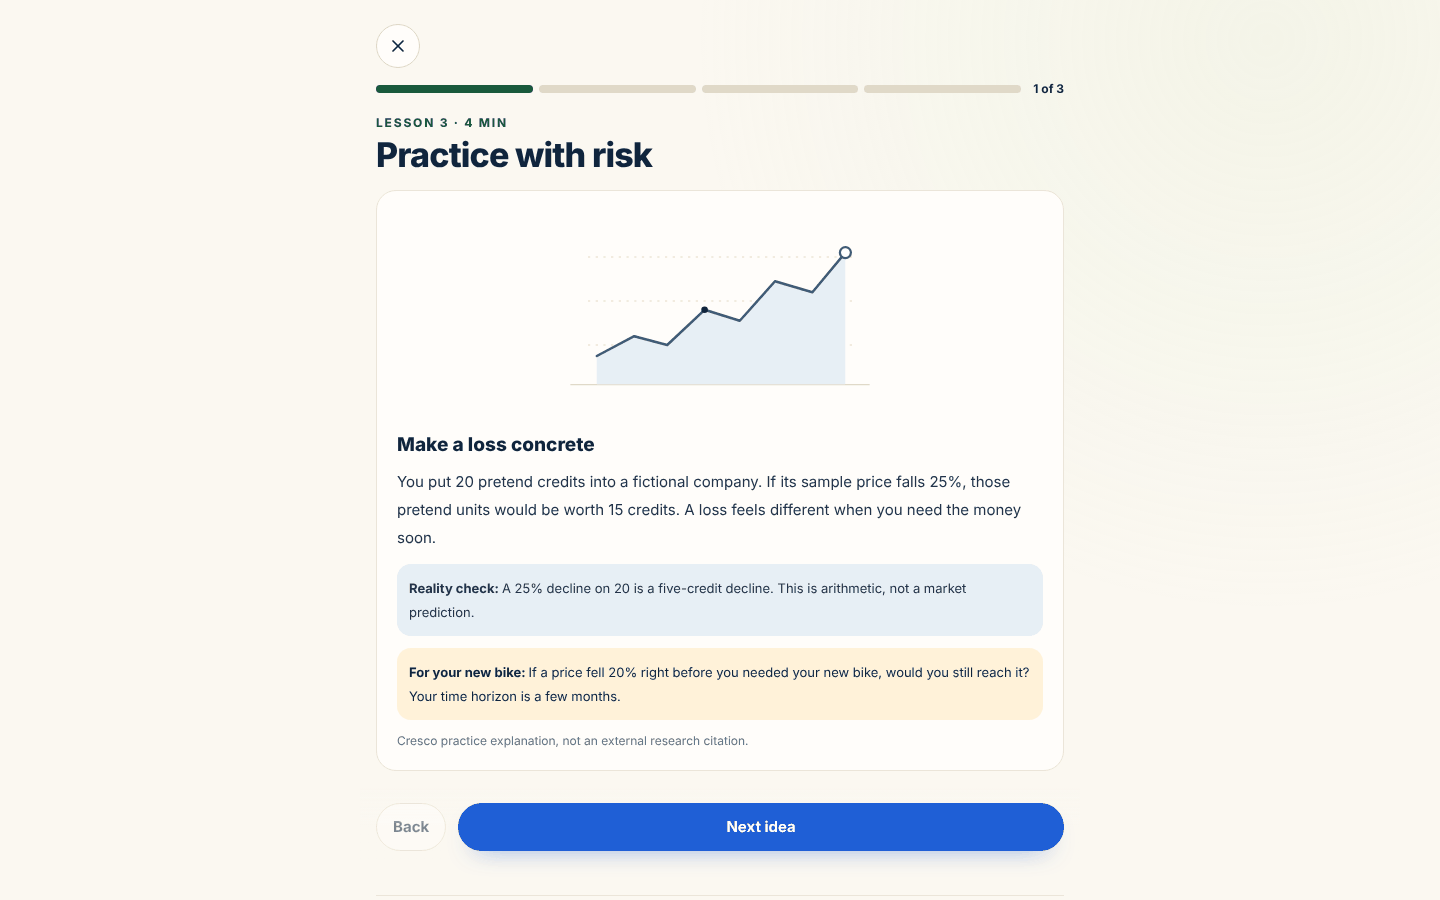 1 of 3
LESSON 3 · 4 MIN
Practice with risk
Make a loss concrete
You put 20 pretend credits into a fictional company. If its sample price falls 25%, those
pretend units would be worth 15 credits. A loss feels different when you need the money
soon.
Reality check: A 25% decline on 20 is a five-credit decline. This is arithmetic, not a market
prediction.
For your new bike: If a price fell 20% right before you needed your new bike, would you still reach it?
Your time horizon is a few months.
Cresco practice explanation, not an external research citation.
Back
Next idea